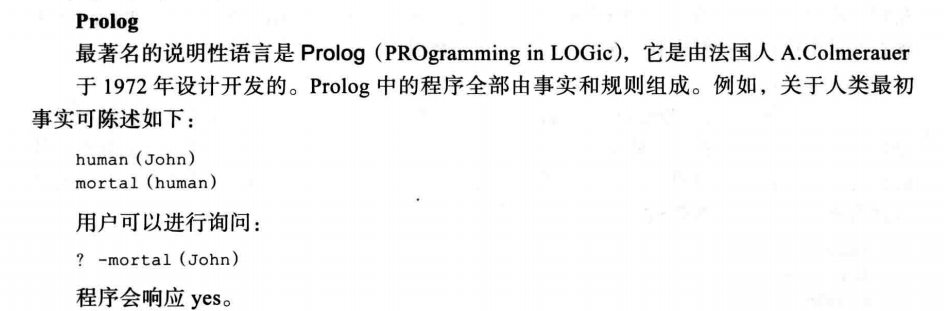 Prolog
最著名的说明性语言是 Prolog（PROgramming in LOGic），它是由法国人 A.Colmerauer
于 1972 年设计开发的。Prolog 中的程序全部由事实和规则组成。例如，关于人类最初
事实可陈述如下：
human (John)
mortal (human)
用户可以进行询问：
? -mortal (John)
程序会响应 yes。